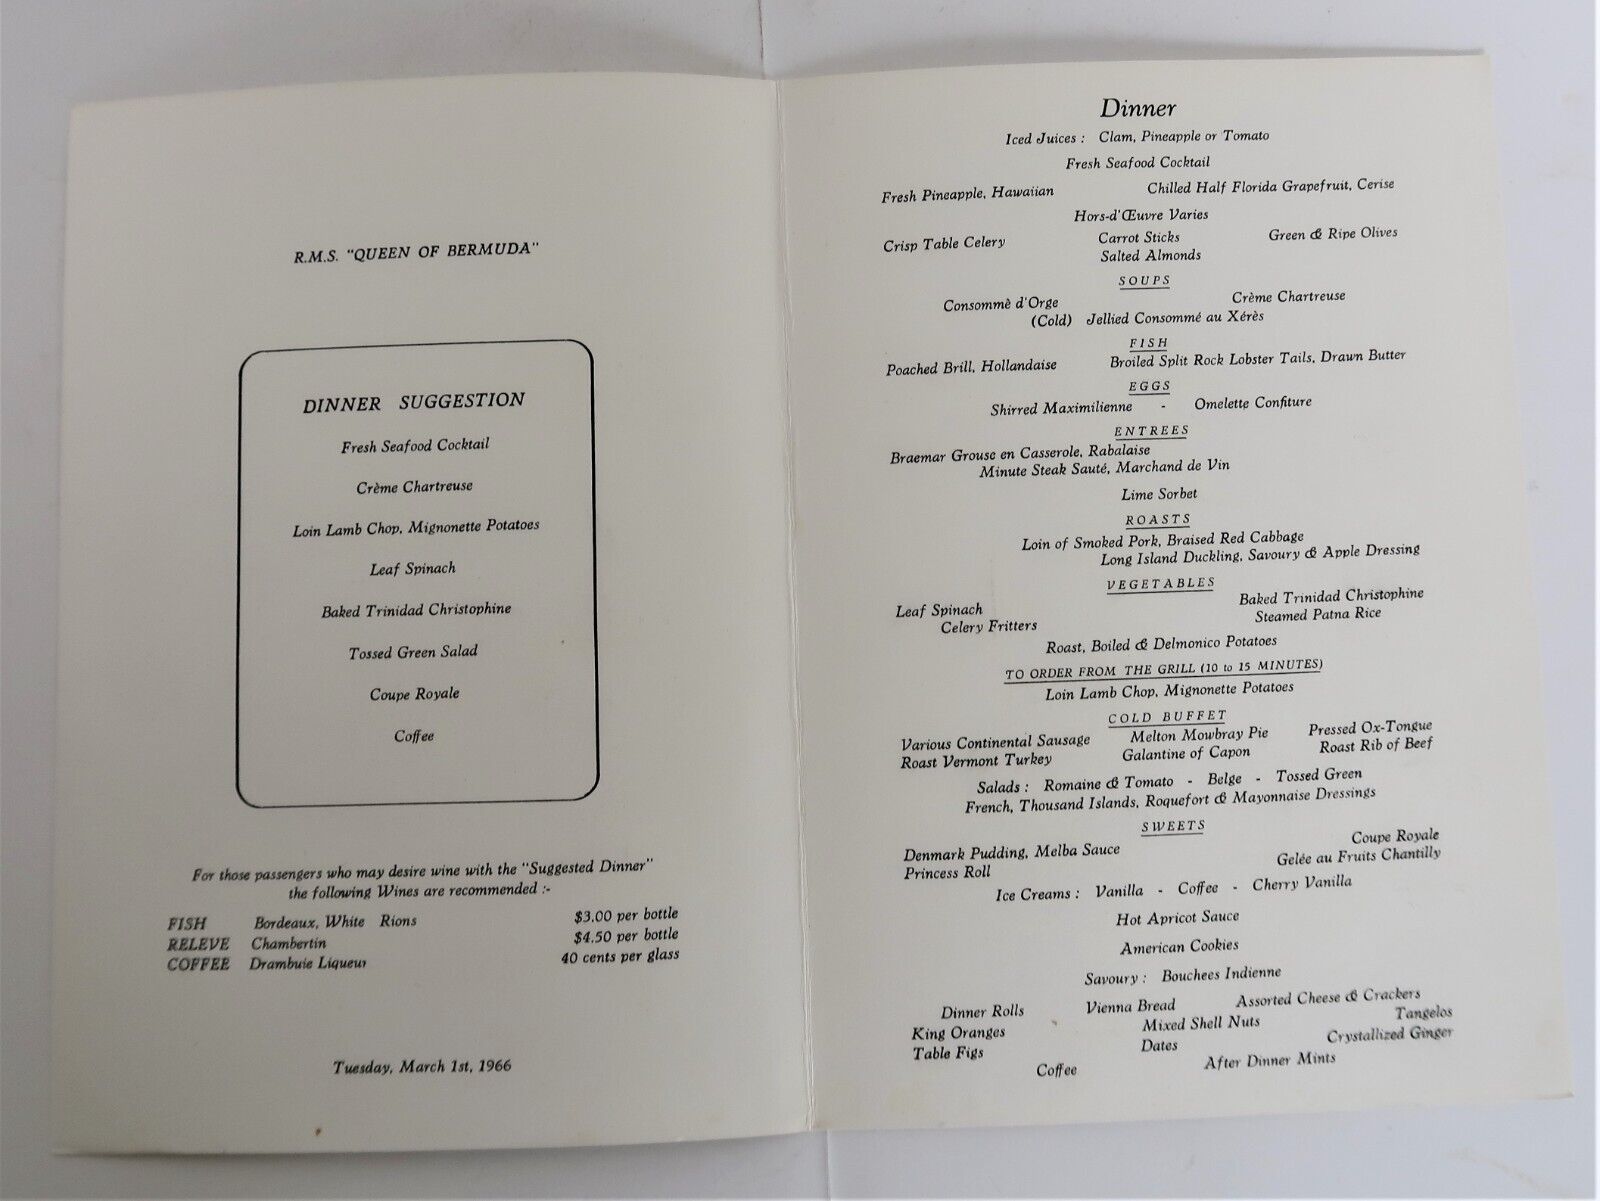 R.M.S. "QUEEN OF BERMUDA"
DINNER SUGGESTION
Fresh Seafood Cocktail
Crème Chartreuse
Loin Lamb Chop, Mignonette Potatoes
Leaf Spinach
Baked Trinidad Christophine
Tossed Green Salad
Coupe Royale
Coffee
For those passengers who may desire wine with the "Suggested Dinner"
the following Wines are recommended :-
FISH Bordeaux, White Rions $3.00 per bottle
RELEVE Chambertin $4.50 per bottle
COFFEE Drambuie Liqueur 40 cents per glass
Tuesday, March 1st, 1966
Dinner
Iced Juices : Clam, Pineapple or Tomato
Fresh Seafood Cocktail
Fresh Pineapple, Hawaiian Chilled Half Florida Grapefruit, Cerise
Hors-d'Œuvre Varies
Crisp Table Celery Carrot Sticks Green & Ripe Olives
Salted Almonds
SOUPS
Consommè d'Orge Crème Chartreuse
(Cold) Jellied Consommé au Xérès
FISH
Poached Brill, Hollandaise Broiled Split Rock Lobster Tails, Drawn Butter
EGGS
Shirred Maximilienne - Omelette Confiture
ENTREES
Braemar Grouse en Casserole, Rabalaise
Minute Steak Sauté, Marchand de Vin
Lime Sorbet
ROASTS
Loin of Smoked Pork, Braised Red Cabbage
Long Island Duckling, Savoury & Apple Dressing
VEGETABLES
Leaf Spinach Baked Trinidad Christophine
Celery Fritters Steamed Patna Rice
Roast, Boiled & Delmonico Potatoes
TO ORDER FROM THE GRILL (10 to 15 MINUTES)
Loin Lamb Chop, Mignonette Potatoes
COLD BUFFET
Various Continental Sausage Melton Mowbray Pie Pressed Ox-Tongue
Roast Vermont Turkey Galantine of Capon Roast Rib of Beef
Salads : Romaine & Tomato - Belge - Tossed Green
French, Thousand Islands, Roquefort & Mayonnaise Dressings
SWEETS
Denmark Pudding, Melba Sauce Coupe Royale
Princess Roll Gelée au Fruits Chantilly
Ice Creams : Vanilla - Coffee - Cherry Vanilla
Hot Apricot Sauce
American Cookies
Savoury : Bouchees Indienne
Dinner Rolls Vienna Bread Assorted Cheese & Crackers
King Oranges Mixed Shell Nuts Tangelos
Table Figs Dates Crystallized Ginger
Coffee After Dinner Mints